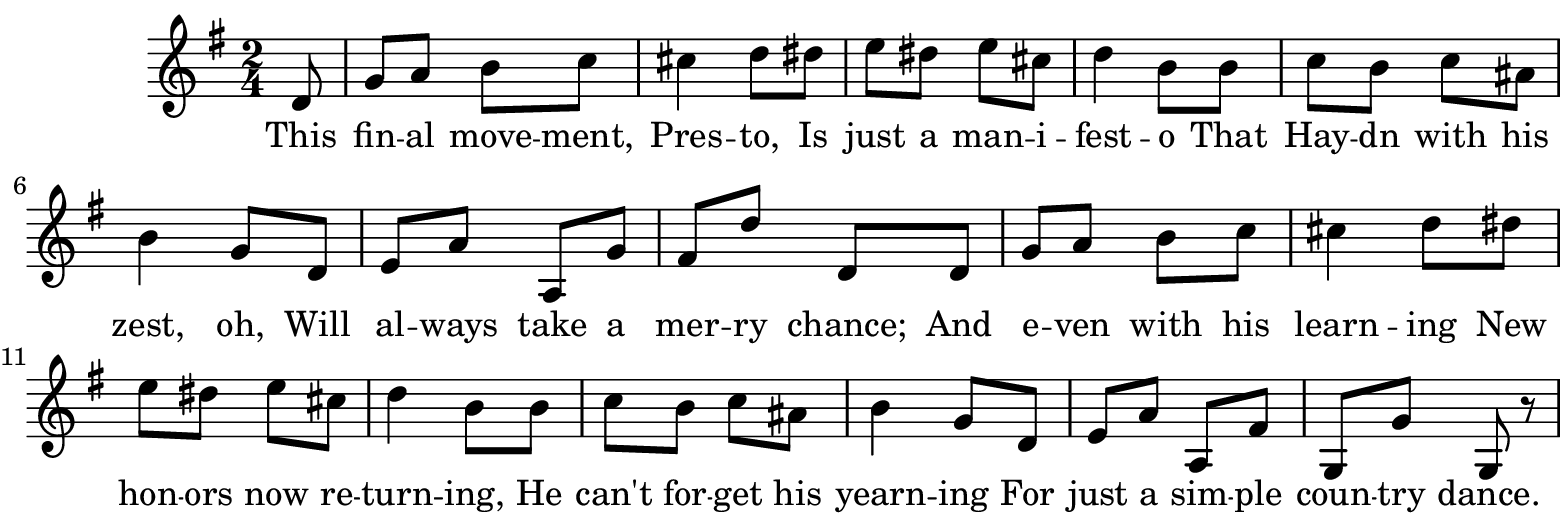 2 4
This fin - al move - ment, Pres - to, Is just a man - i - fest - o That Hay - dn with his
6
zest, oh, Will al - ways take a mer - ry chance; And e - ven with his learn - ing New
11
hon - ors now re - turn - ing, He can't for - get his yearn - ing For just a sim - ple coun - try dance.